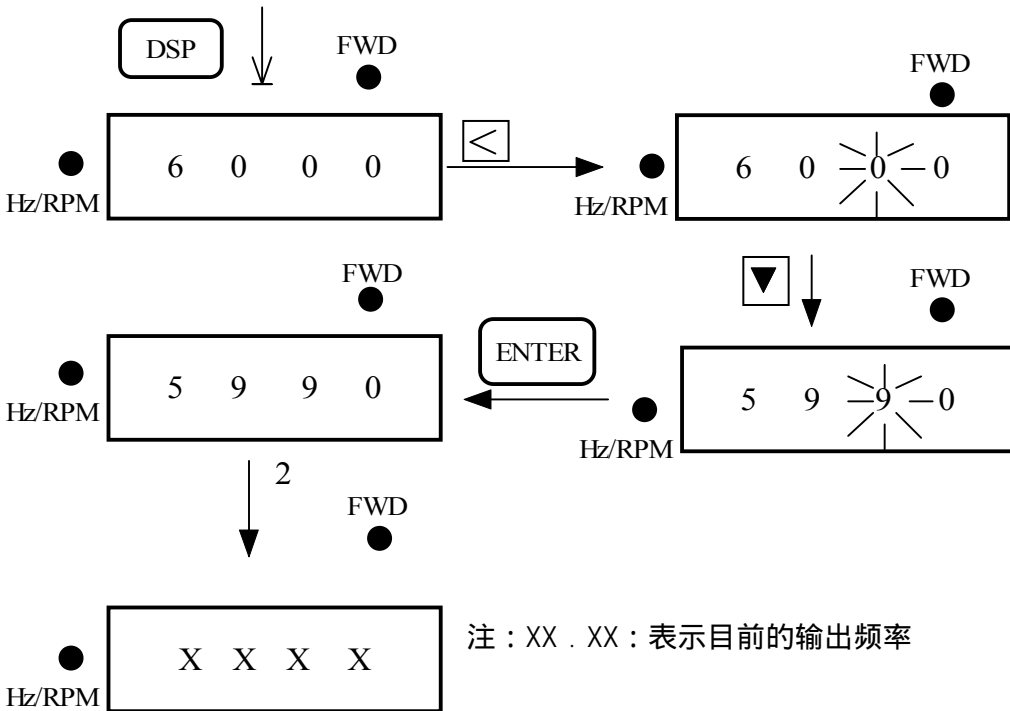 DSP
FWD
Hz/RPM
6 0 0 0
<
FWD
Hz/RPM
6 0 0 0
▼
FWD
Hz/RPM
5 9 9 0
ENTER
FWD
Hz/RPM
5 9 9 0
2
FWD
Hz/RPM
X X X X
注：XX．XX：表示目前的输出频率